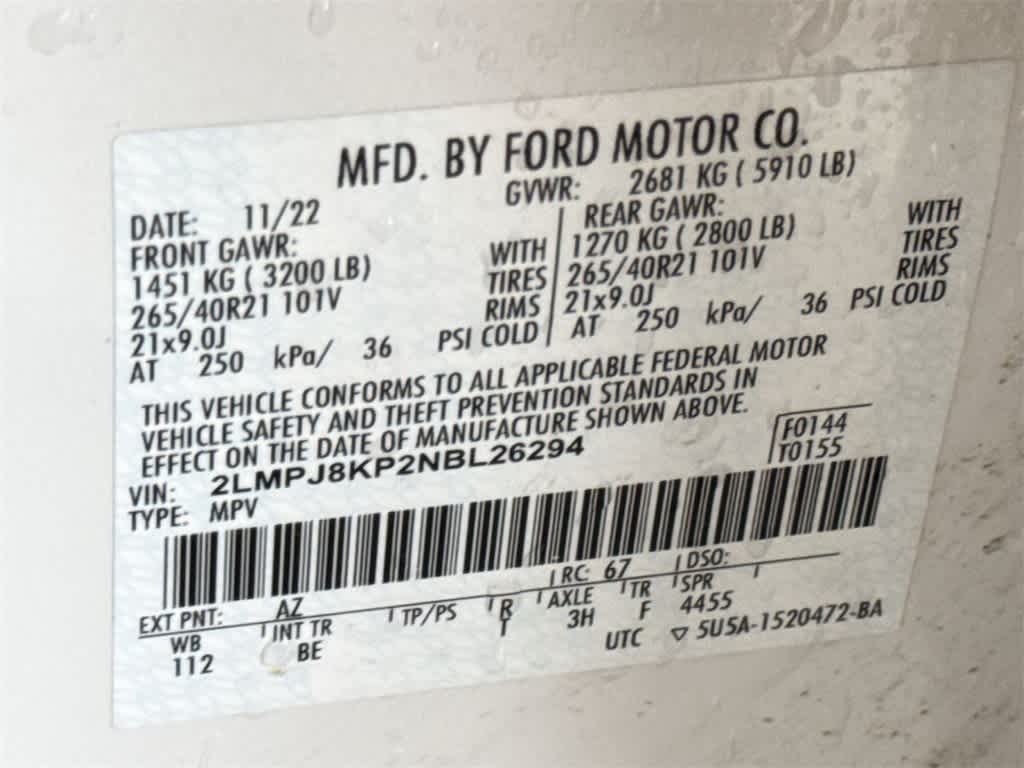 MFD. BY FORD MOTOR CO.
DATE: 11/22 GVWR: 2681 KG ( 5910 LB)
FRONT GAWR: REAR GAWR:
1451 KG ( 3200 LB) WITH 1270 KG ( 2800 LB) WITH
265/40R21 101V TIRES 265/40R21 101V TIRES
21x9.0J RIMS 21x9.0J RIMS
AT 250 kPa/ 36 PSI COLD AT 250 kPa/ 36 PSI COLD
THIS VEHICLE CONFORMS TO ALL APPLICABLE FEDERAL MOTOR
VEHICLE SAFETY AND THEFT PREVENTION STANDARDS IN
EFFECT ON THE DATE OF MANUFACTURE SHOWN ABOVE.
F0144
VIN: 2LMPJ8KP2NBL26294 T0155
TYPE: MPV
EXT PNT: AZ RC: 67 DSO:
WB INT TR TP/PS R AXLE TR SPR
112 BE T 3H F 4455
UTC ▽ 5U5A-1520472-BA